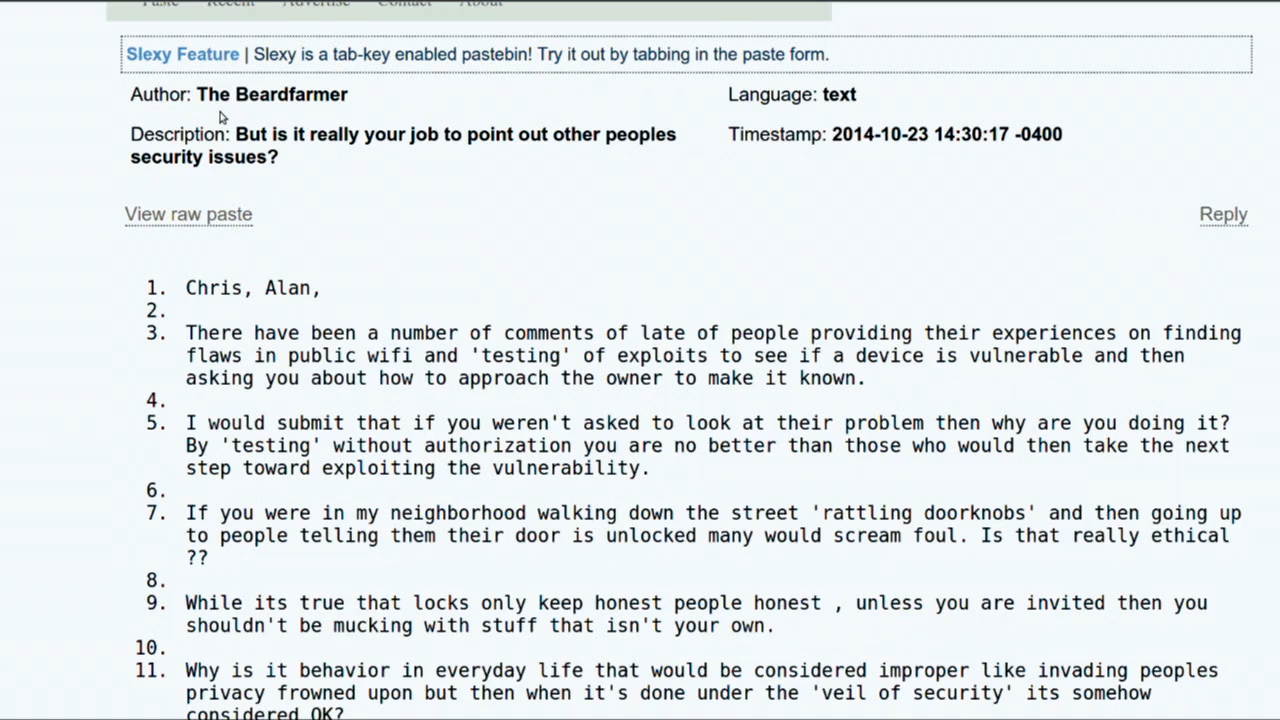 Paste Recent Advertise Contact About
Slexy Feature | Slexy is a tab-key enabled pastebin! Try it out by tabbing in the paste form.
Author: The Beardfarmer
Language: text
Description: But is it really your job to point out other peoples
security issues?
Timestamp: 2014-10-23 14:30:17 -0400
View raw paste
Reply
1. Chris, Alan,
2.
3. There have been a number of comments of late of people providing their experiences on finding
flaws in public wifi and 'testing' of exploits to see if a device is vulnerable and then
asking you about how to approach the owner to make it known.
4.
5. I would submit that if you weren't asked to look at their problem then why are you doing it?
By 'testing' without authorization you are no better than those who would then take the next
step toward exploiting the vulnerability.
6.
7. If you were in my neighborhood walking down the street 'rattling doorknobs' and then going up
to people telling them their door is unlocked many would scream foul. Is that really ethical
??
8.
9. While its true that locks only keep honest people honest , unless you are invited then you
shouldn't be mucking with stuff that isn't your own.
10.
11. Why is it behavior in everyday life that would be considered improper like invading peoples
privacy frowned upon but then when it's done under the 'veil of security' its somehow
considered OK?